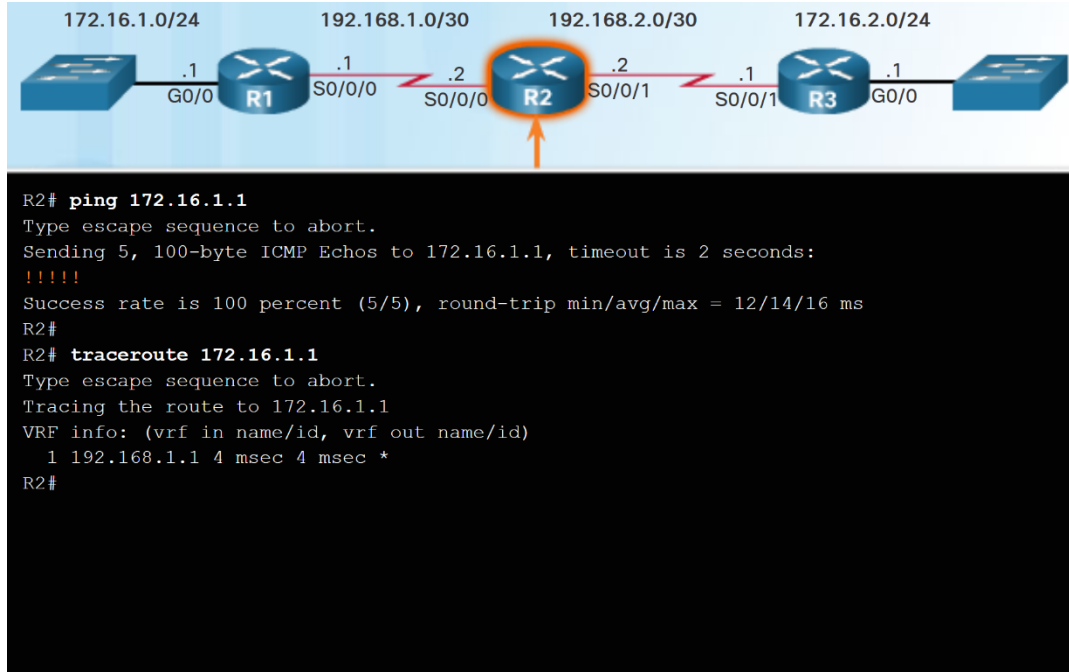 172.16.1.0/24 192.168.1.0/30 192.168.2.0/30 172.16.2.0/24
.1 .1 .2 .2 .1 .1
G0/0 R1 S0/0/0 S0/0/0 R2 S0/0/1 S0/0/1 R3 G0/0
R2# ping 172.16.1.1
Type escape sequence to abort.
Sending 5, 100-byte ICMP Echos to 172.16.1.1, timeout is 2 seconds:
!!!!!
Success rate is 100 percent (5/5), round-trip min/avg/max = 12/14/16 ms
R2#
R2# traceroute 172.16.1.1
Type escape sequence to abort.
Tracing the route to 172.16.1.1
VRF info: (vrf in name/id, vrf out name/id)
  1 192.168.1.1 4 msec 4 msec *
R2#